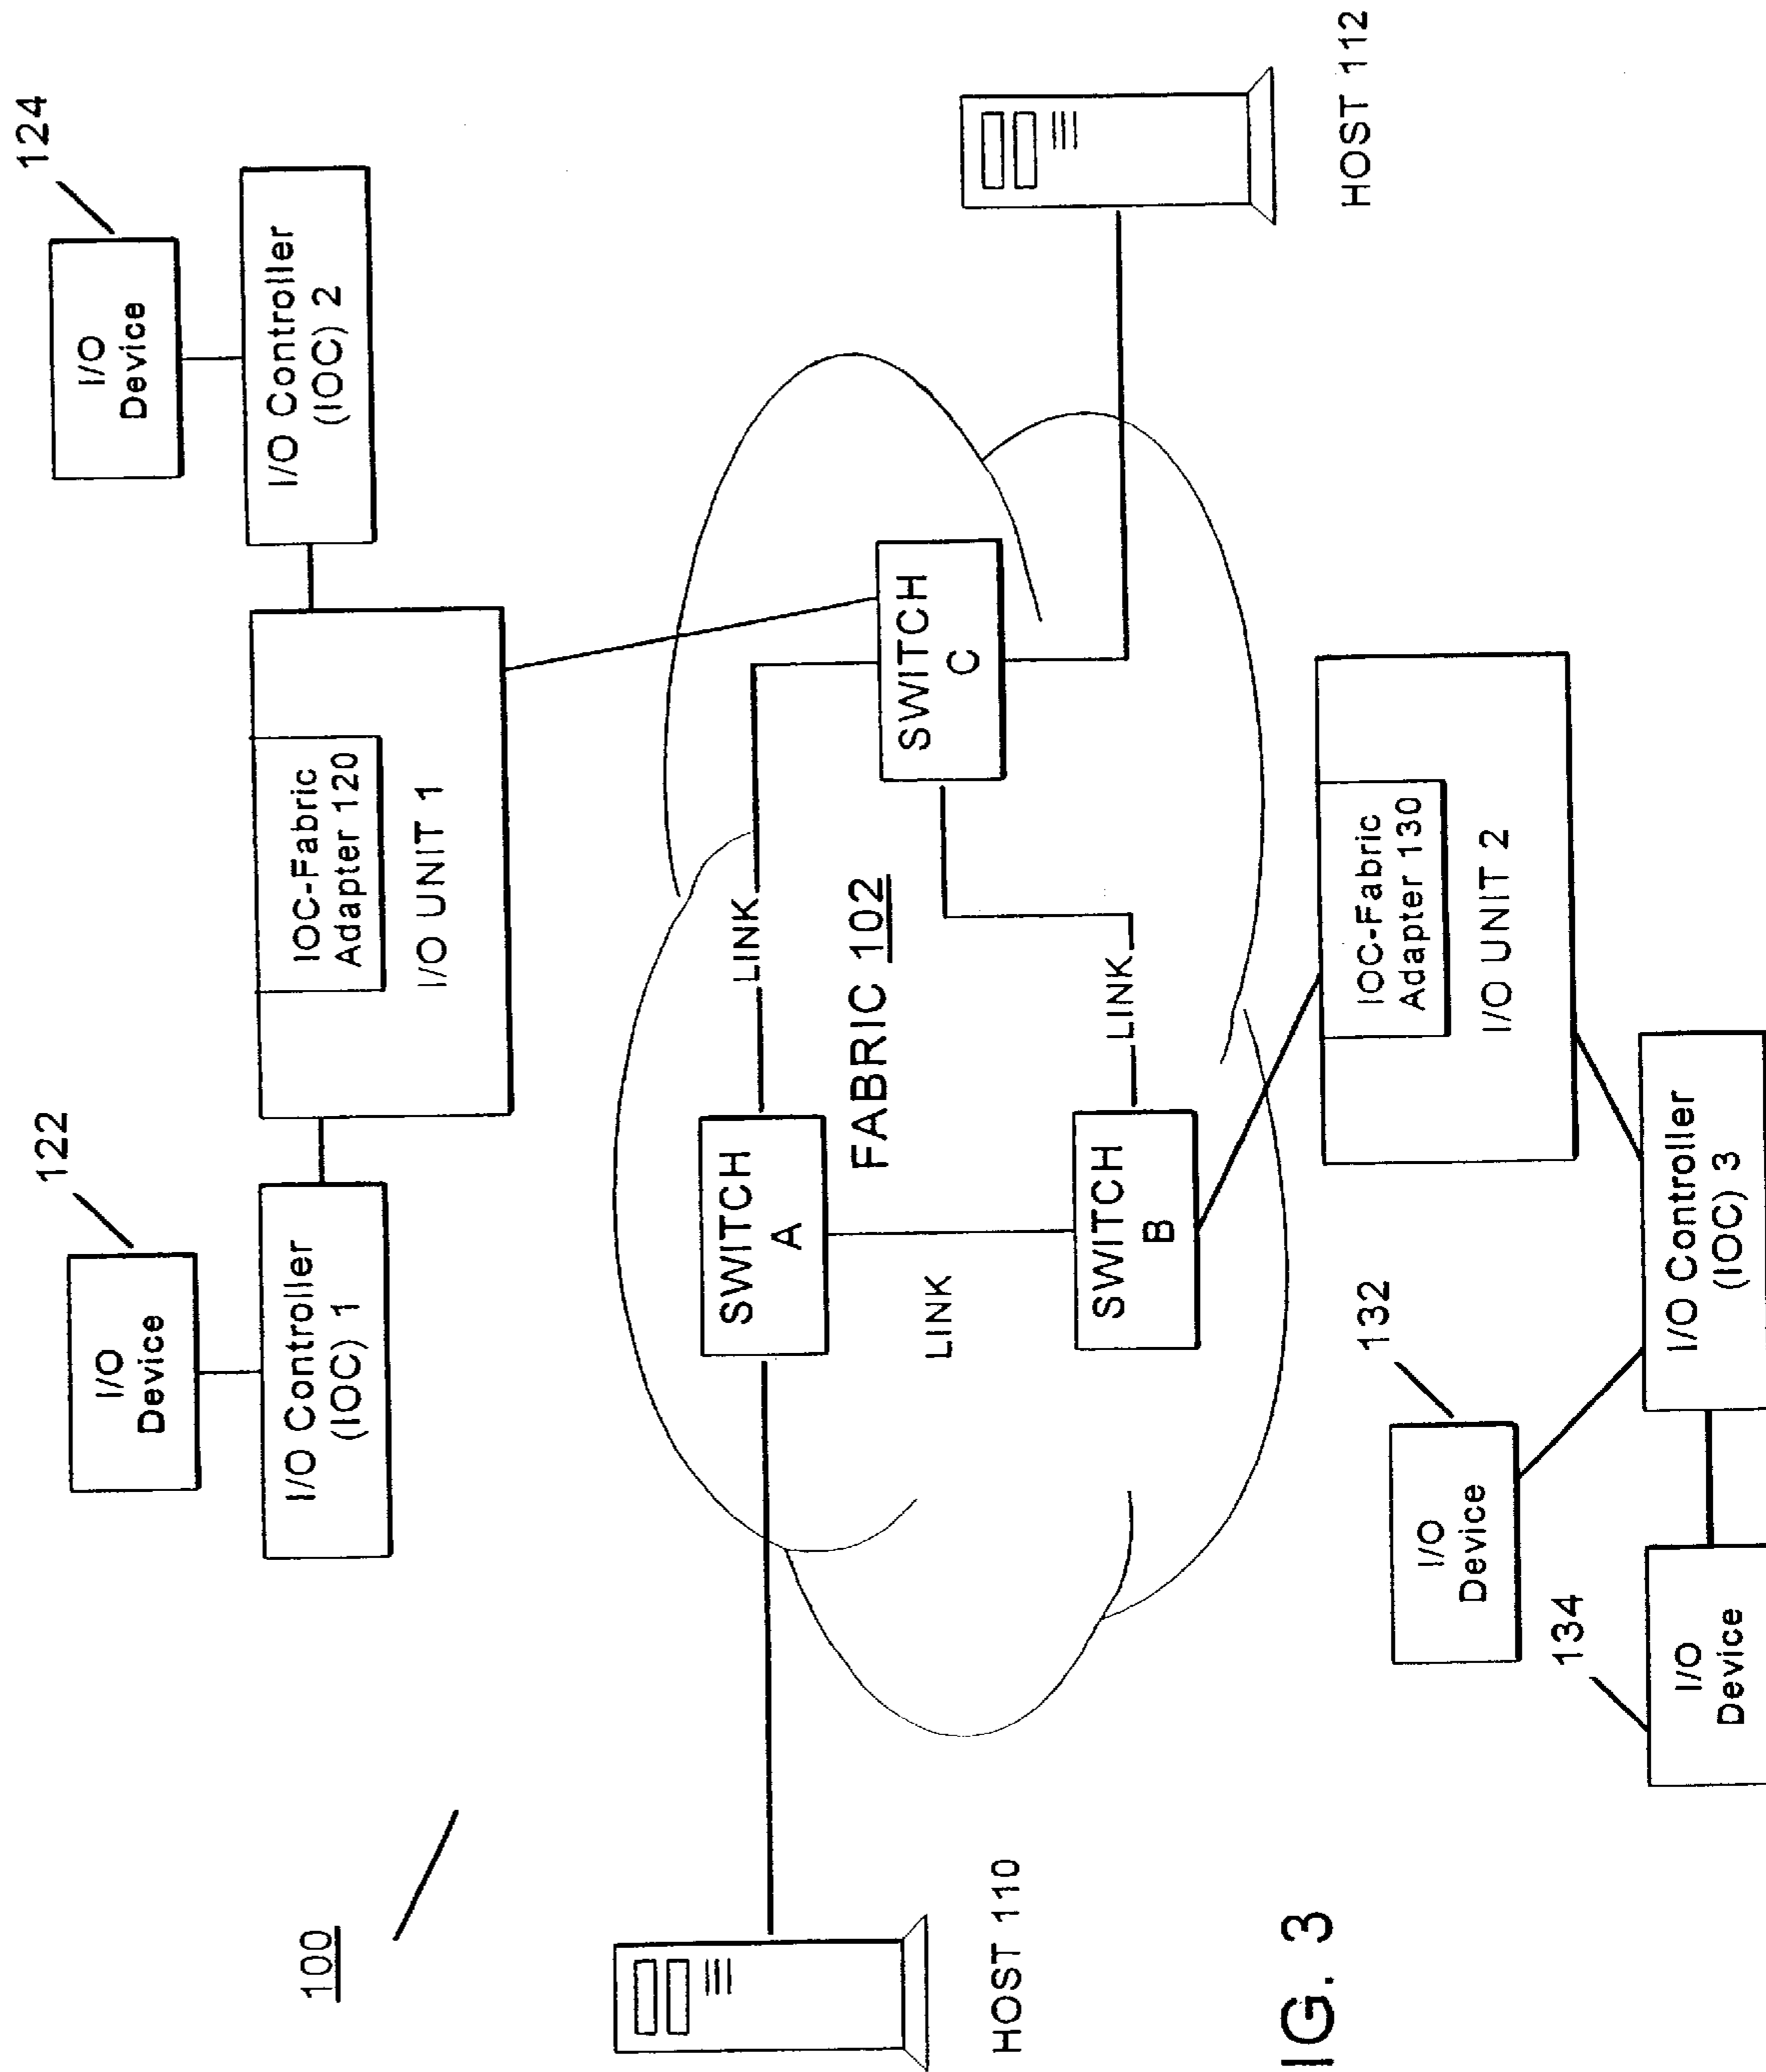 122
124
I/O
Device
I/O
Device
I/O Controller
(IOC) 1
I/O Controller
(IOC) 2
IOC-Fabric
Adapter 120
I/O UNIT 1
100
SWITCH
A
LINK
SWITCH
C
FABRIC 102
LINK
LINK
SWITCH
B
HOST 110
HOST 112
IOC-Fabric
Adapter 130
I/O UNIT 2
132
I/O
Device
134
I/O
Device
I/O Controller
(IOC) 3
IG. 3